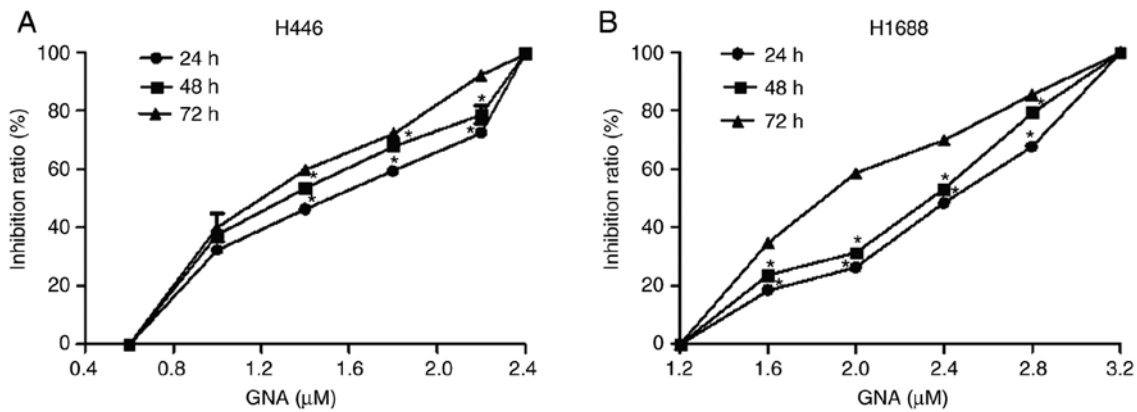 A
H446
24 h
48 h
72 h
Inhibition ratio (%)
100
80
60
40
20
0
* * * * * *
0.4 0.8 1.2 1.6 2.0 2.4
GNA (μM)
B
H1688
24 h
48 h
72 h
Inhibition ratio (%)
100
80
60
40
20
0
* * * * * * * *
1.2 1.6 2.0 2.4 2.8 3.2
GNA (μM)